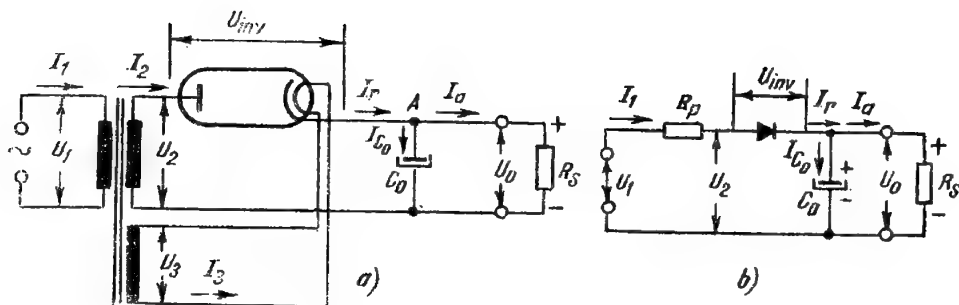 U_inv
I_1 I_2 I_r A I_a
U_1 U_2 I_C0 C_0 U_0 + R_S -
U_3 I_3 a)
U_inv
I_1 R_p I_r I_a
U_1 U_2 I_C0 + C_0 - U_0 + R_S -
b)